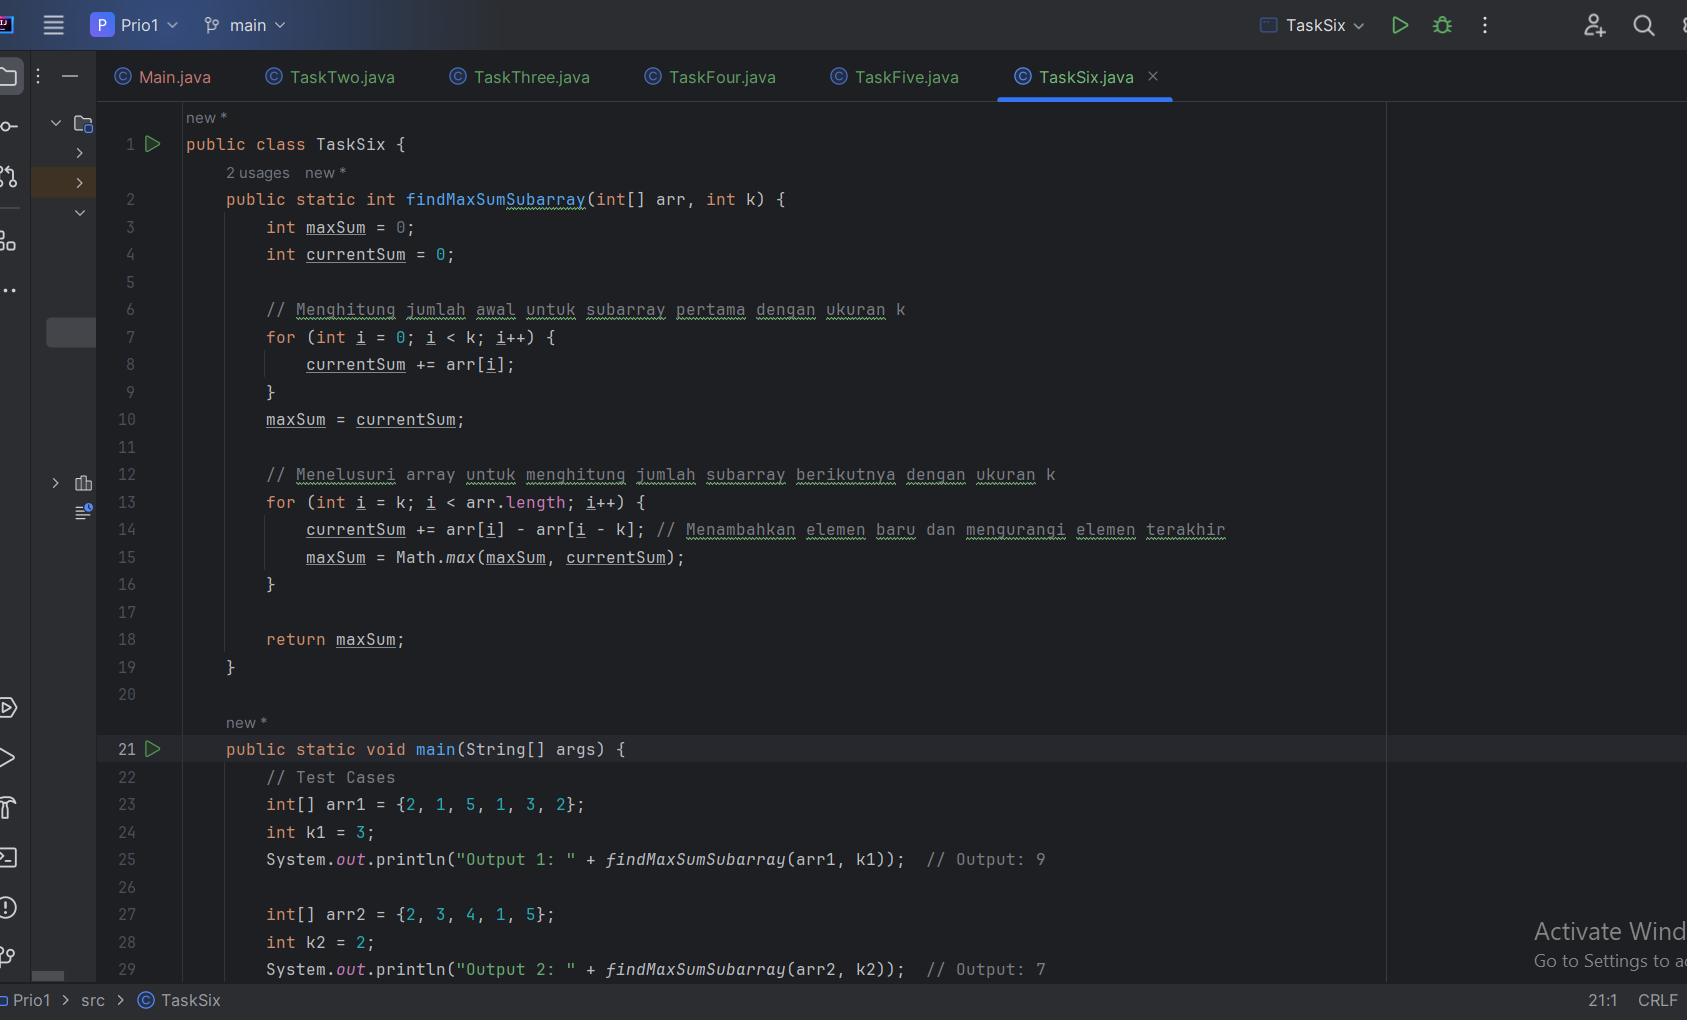 P Prio1 main TaskSix
Main.java TaskTwo.java TaskThree.java TaskFour.java TaskFive.java TaskSix.java
new *
1 public class TaskSix {
2 usages new *
2 public static int findMaxSumSubarray(int[] arr, int k) {
3 int maxSum = 0;
4 int currentSum = 0;
5
6 // Menghitung jumlah awal untuk subarray pertama dengan ukuran k
7 for (int i = 0; i < k; i++) {
8 currentSum += arr[i];
9 }
10 maxSum = currentSum;
11
12 // Menelusuri array untuk menghitung jumlah subarray berikutnya dengan ukuran k
13 for (int i = k; i < arr.length; i++) {
14 currentSum += arr[i] - arr[i - k]; // Menambahkan elemen baru dan mengurangi elemen terakhir
15 maxSum = Math.max(maxSum, currentSum);
16 }
17
18 return maxSum;
19 }
20
new *
21 public static void main(String[] args) {
22 // Test Cases
23 int[] arr1 = {2, 1, 5, 1, 3, 2};
24 int k1 = 3;
25 System.out.println("Output 1: " + findMaxSumSubarray(arr1, k1)); // Output: 9
26
27 int[] arr2 = {2, 3, 4, 1, 5};
28 int k2 = 2;
29 System.out.println("Output 2: " + findMaxSumSubarray(arr2, k2)); // Output: 7
Activate Wind
Go to Settings to a
Prio1 > src > TaskSix 21:1 CRLF